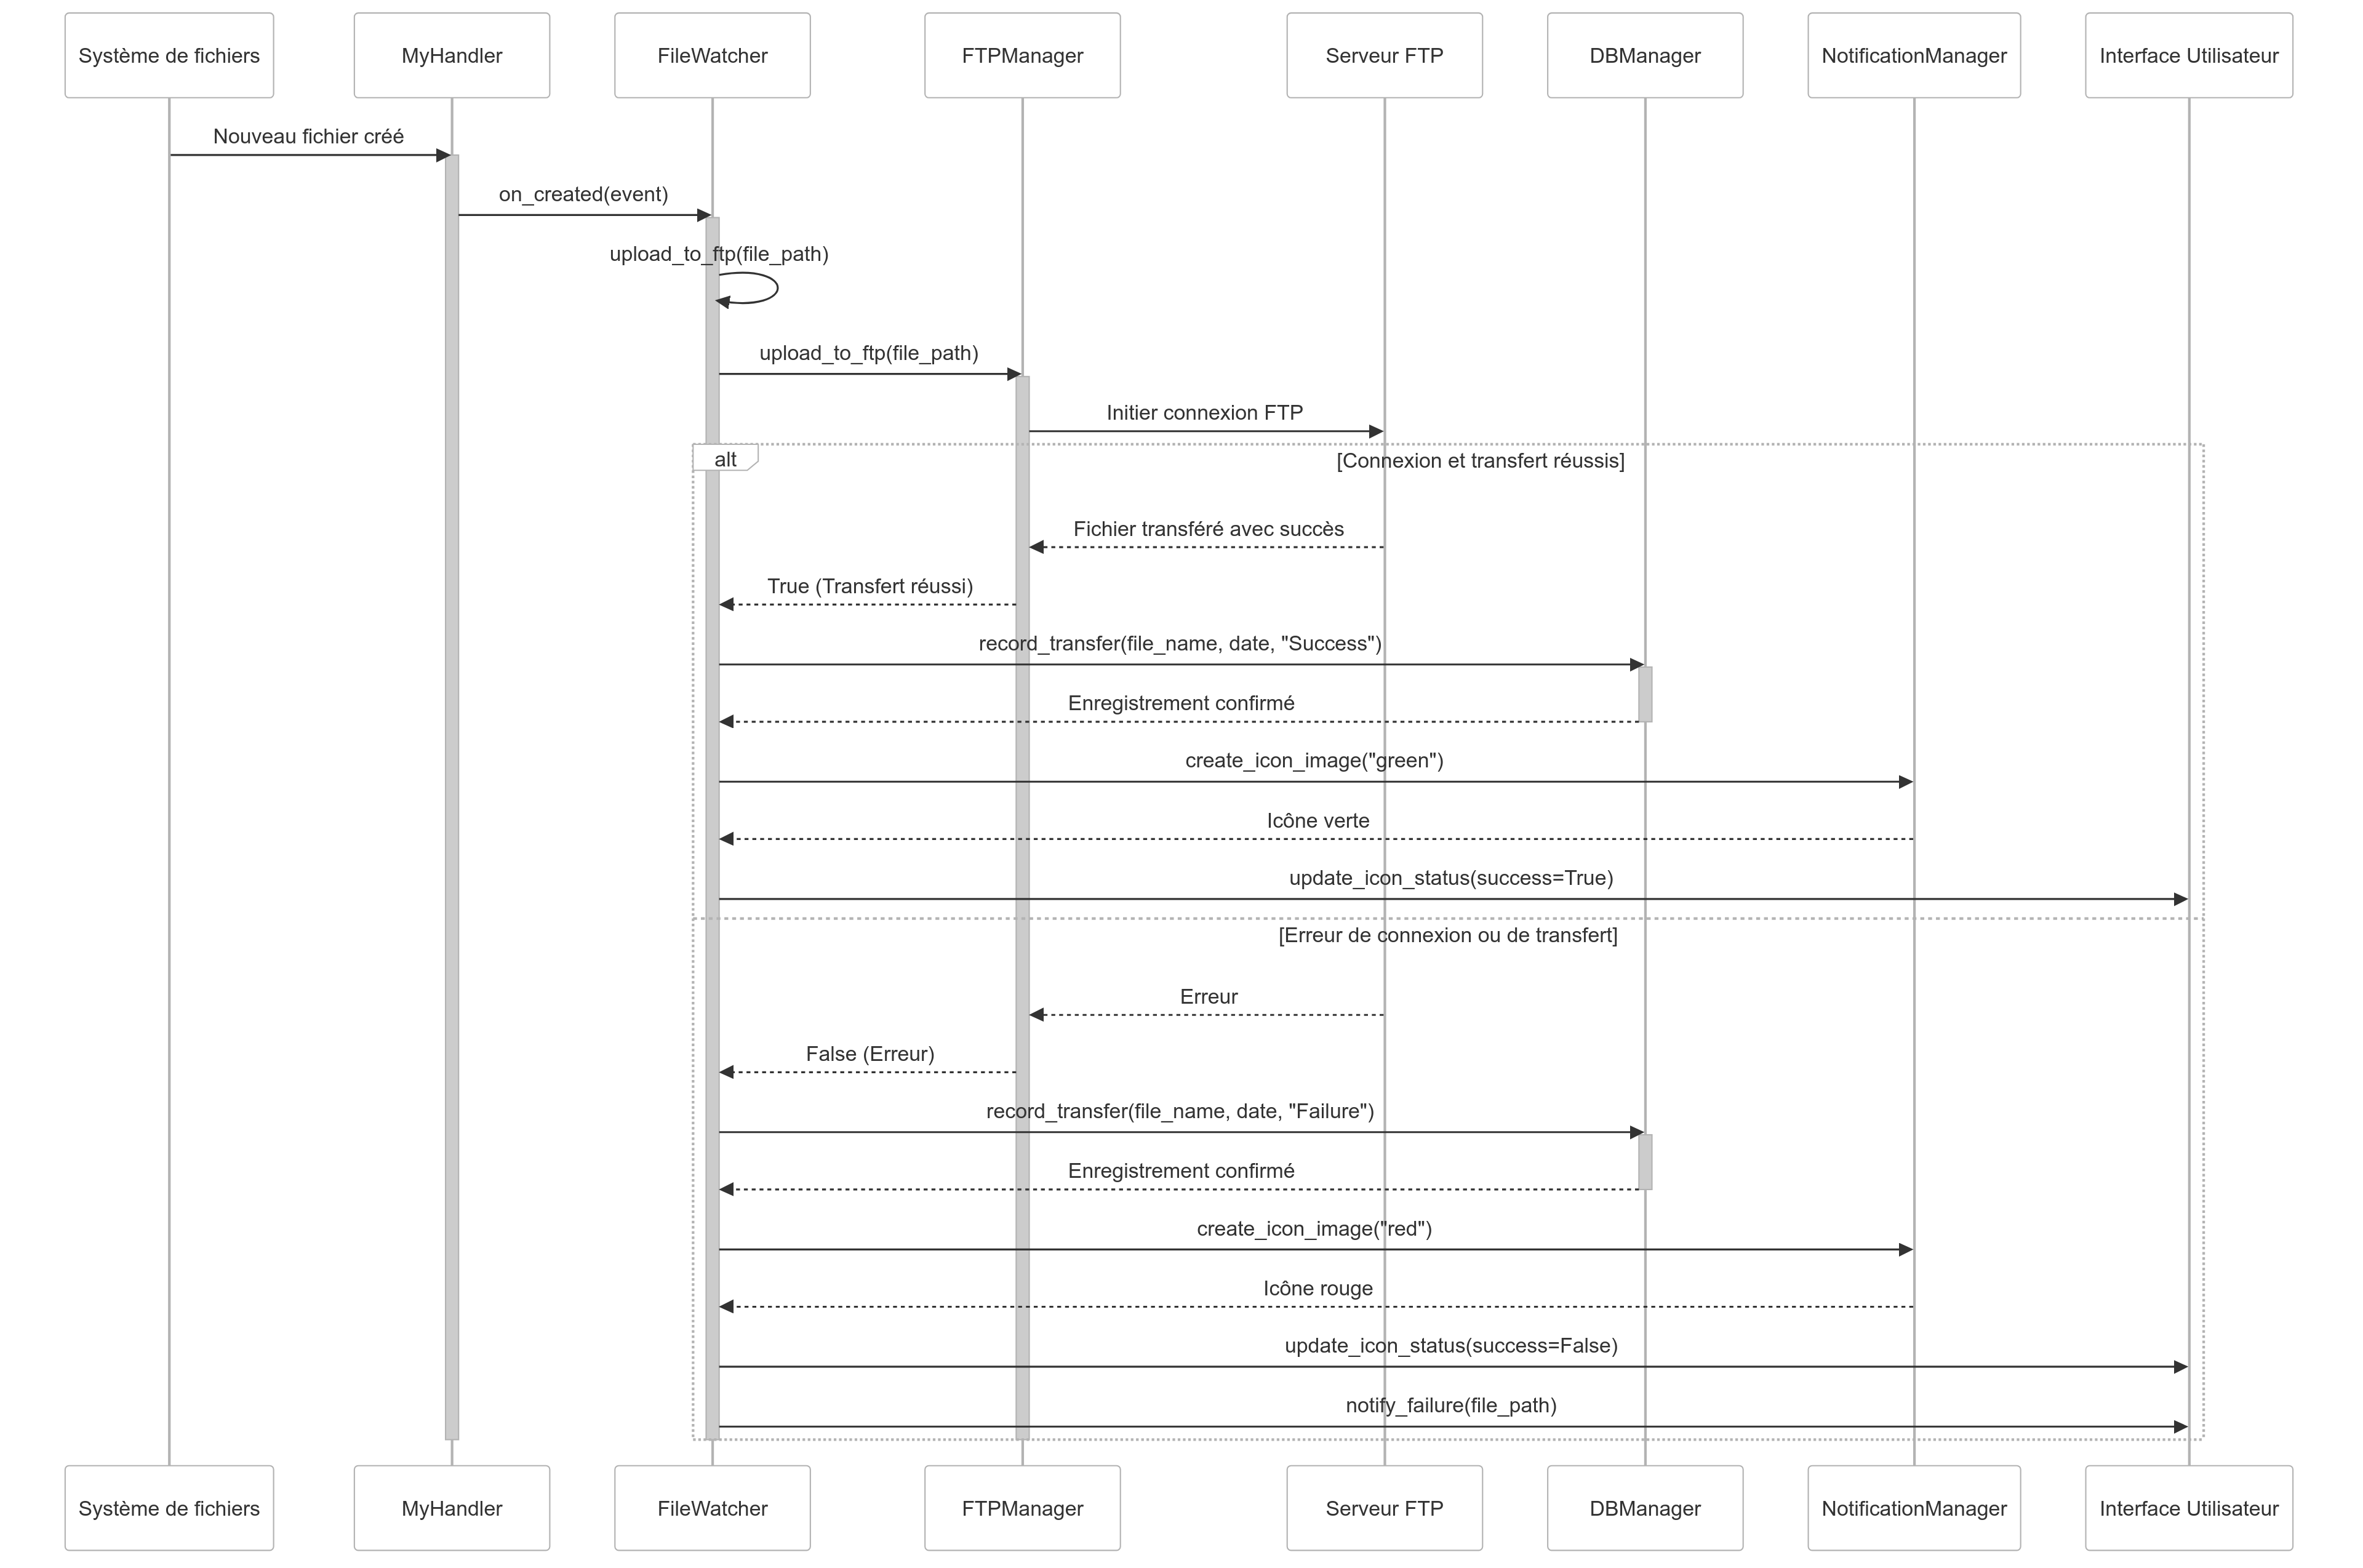 Système de fichiers
MyHandler
FileWatcher
FTPManager
Serveur FTP
DBManager
NotificationManager
Interface Utilisateur
Nouveau fichier créé
on_created(event)
upload_to_ftp(file_path)
upload_to_ftp(file_path)
Initier connexion FTP
alt
[Connexion et transfert réussis]
Fichier transféré avec succès
True (Transfert réussi)
record_transfer(file_name, date, "Success")
Enregistrement confirmé
create_icon_image("green")
Icône verte
update_icon_status(success=True)
[Erreur de connexion ou de transfert]
Erreur
False (Erreur)
record_transfer(file_name, date, "Failure")
Enregistrement confirmé
create_icon_image("red")
Icône rouge
update_icon_status(success=False)
notify_failure(file_path)
Système de fichiers
MyHandler
FileWatcher
FTPManager
Serveur FTP
DBManager
NotificationManager
Interface Utilisateur